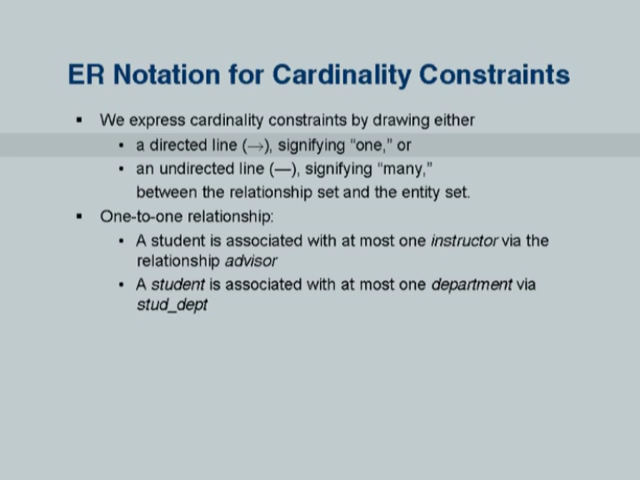 ER Notation for Cardinality Constraints
▪ We express cardinality constraints by drawing either
• a directed line (→), signifying “one,” or
• an undirected line (—), signifying “many,”
between the relationship set and the entity set.
▪ One-to-one relationship:
• A student is associated with at most one instructor via the
relationship advisor
• A student is associated with at most one department via
stud_dept